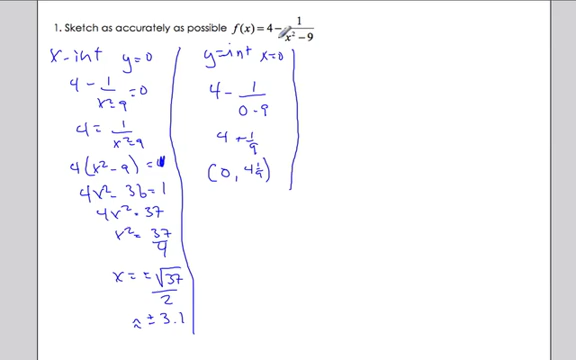 1. Sketch as accurately as possible f(x) = 4 − 1/(x² − 9)
x-int y=0
4 - 1/(x²-9) = 0
4 = 1/(x²-9)
4(x²-9) = 1
4x² - 36 = 1
4x² = 37
x² = 37/4
x = ±√37/2
≈ ±3.1
y=int x=0
4 - 1/(0-9)
4 + 1/9
(0, 4 1/9)